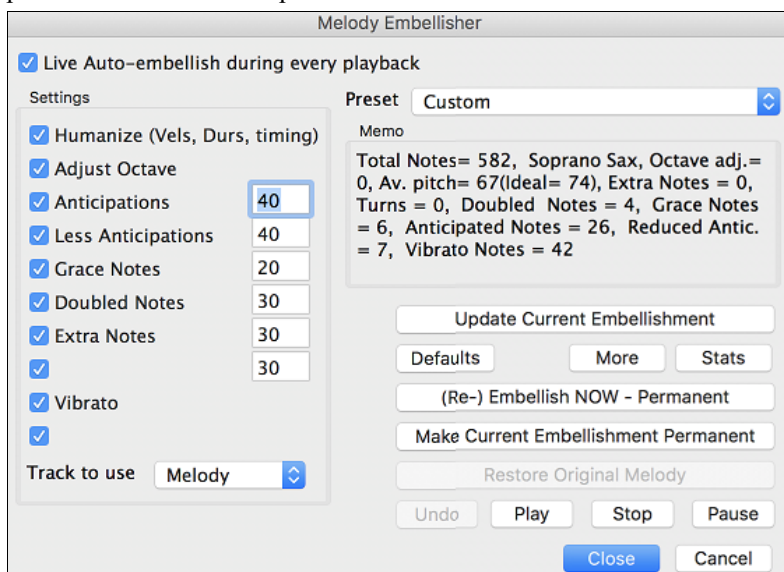 Melody Embellisher
Live Auto-embellish during every playback
Settings
Humanize (Vels, Durs, timing)
Adjust Octave
Anticipations 40
Less Anticipations 40
Grace Notes 20
Doubled Notes 30
Extra Notes 30
30
Vibrato
Track to use Melody
Preset Custom
Memo
Total Notes= 582, Soprano Sax, Octave adj.=
0, Av. pitch= 67(Ideal= 74), Extra Notes = 0,
Turns = 0, Doubled Notes = 4, Grace Notes
= 6, Anticipated Notes = 26, Reduced Antic.
= 7, Vibrato Notes = 42
Update Current Embellishment
Defaults More Stats
(Re-) Embellish NOW - Permanent
Make Current Embellishment Permanent
Restore Original Melody
Undo Play Stop Pause
Close Cancel